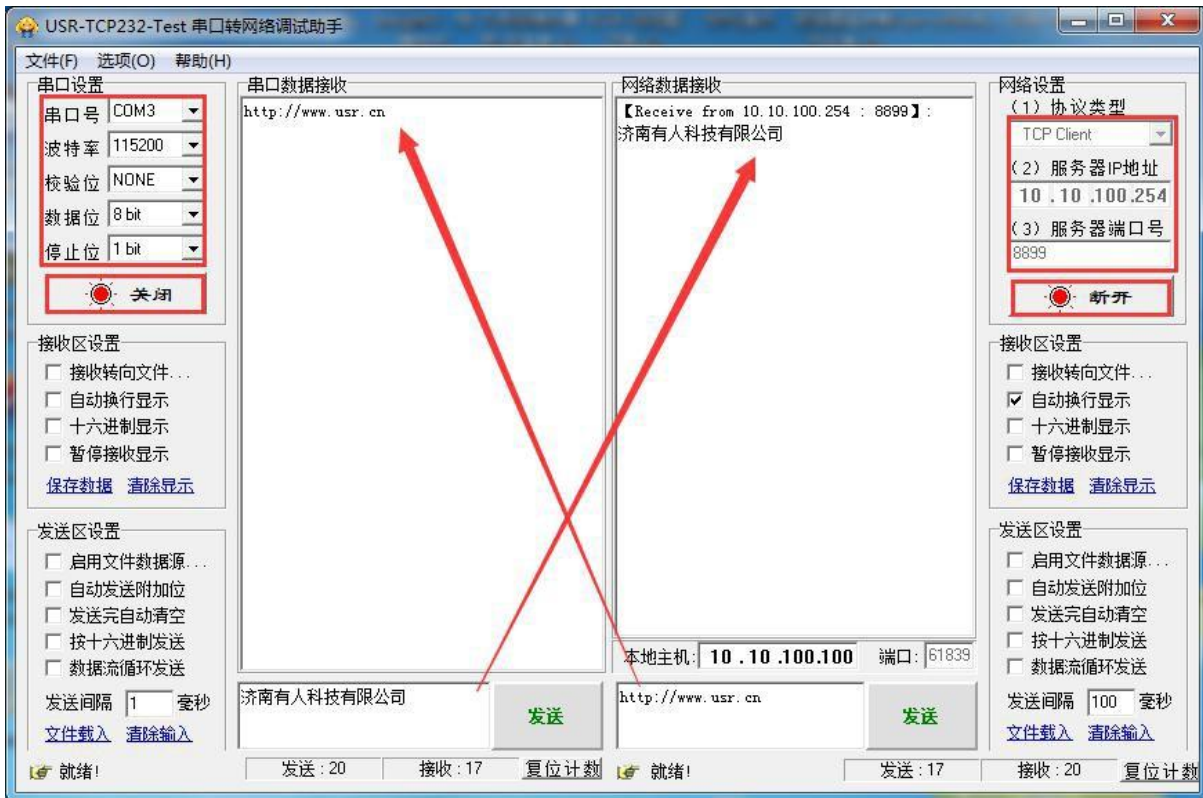 USR-TCP232-Test 串口转网络调试助手
文件(F) 选项(O) 帮助(H)
串口设置
串口号 COM3
波特率 115200
校验位 NONE
数据位 8 bit
停止位 1 bit
关闭
接收区设置
接收转向文件...
自动换行显示
十六进制显示
暂停接收显示
保存数据 清除显示
发送区设置
启用文件数据源...
自动发送附加位
发送完自动清空
按十六进制发送
数据流循环发送
发送间隔 1 毫秒
文件载入 清除输入
就绪!
串口数据接收
http://www.usr.cn
济南有人科技有限公司
发送
发送 : 20 接收 : 17 复位计数
网络数据接收
【Receive from 10.10.100.254 : 8899】:
济南有人科技有限公司
本地主机: 10 . 10 .100.100 端口: 61839
http://www.usr.cn
发送
就绪!
发送 : 17 接收 : 20 复位计数
网络设置
(1) 协议类型
TCP Client
(2) 服务器IP地址
10 . 10 .100.254
(3) 服务器端口号
8899
断开
接收区设置
接收转向文件...
自动换行显示
十六进制显示
暂停接收显示
保存数据 清除显示
发送区设置
启用文件数据源...
自动发送附加位
发送完自动清空
按十六进制发送
数据流循环发送
发送间隔 100 毫秒
文件载入 清除输入